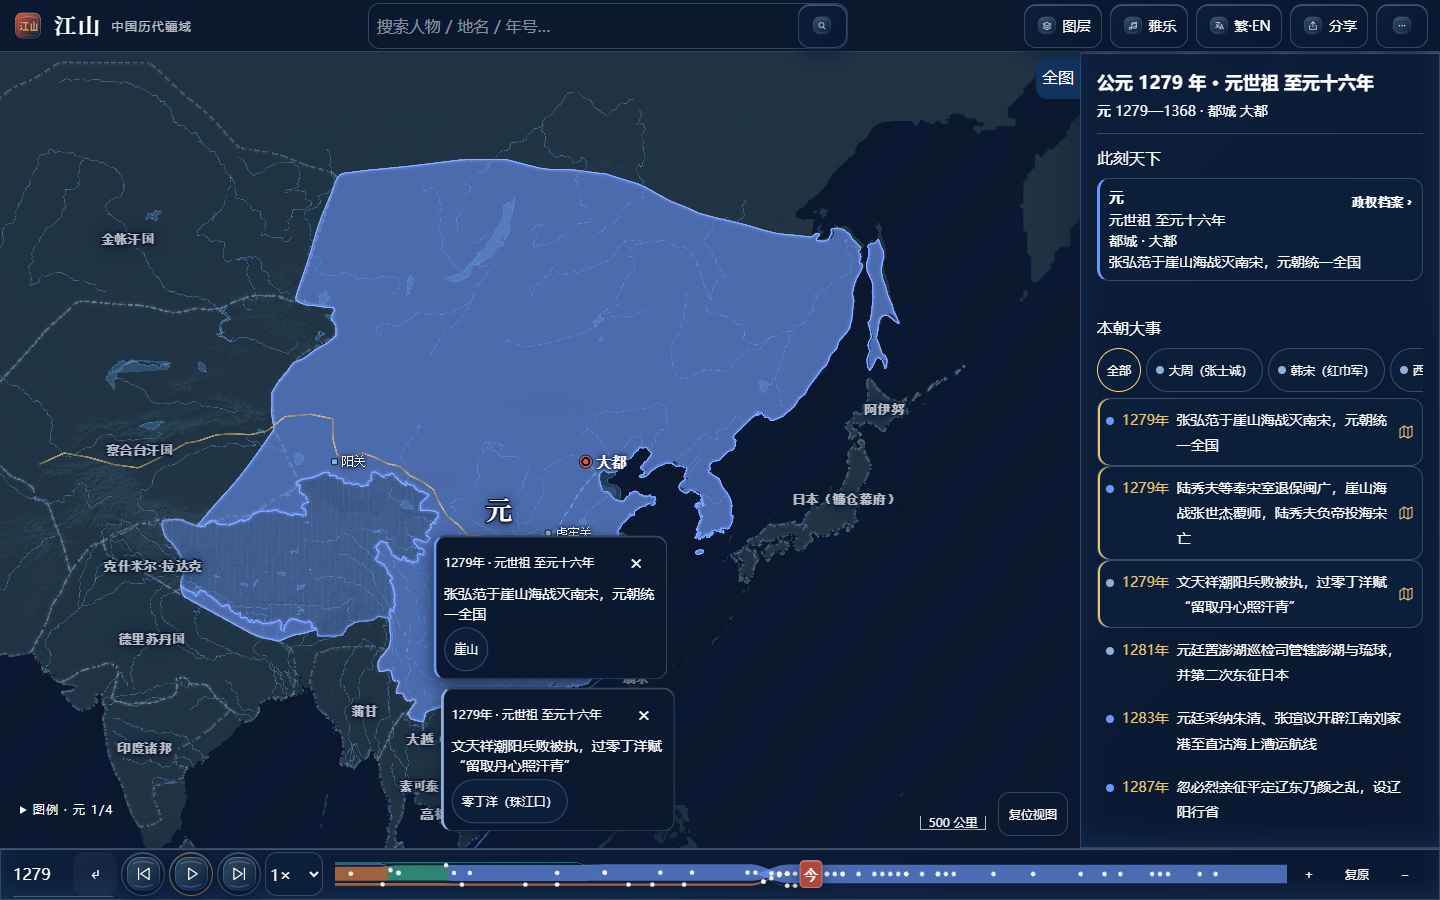 江山
江山 中国历代疆域
搜索人物 / 地名 / 年号...
图层
雅乐
繁·EN
分享
全图
公元 1279 年 • 元世祖 至元十六年
元 1279—1368 · 都城 大都
此刻天下
元
政权档案 ›
元世祖 至元十六年
都城 · 大都
张弘范于崖山海战灭南宋，元朝统一全国
本朝大事
全部
大周（张士诚）
韩宋（红巾军）
西
1279年 张弘范于崖山海战灭南宋，元朝统
一全国
1279年 陆秀夫等奉宋室退保闽广，崖山海
战张世杰覆师，陆秀夫负帝投海宋
亡
1279年 文天祥潮阳兵败被执，过零丁洋赋
“留取丹心照汗青”
1281年 元廷置澎湖巡检司管辖澎湖与琉球，
并第二次东征日本
1283年 元廷采纳朱清、张瑄议开辟江南刘家
港至直沽海上漕运航线
1287年 忽必烈亲征平定辽东乃颜之乱，设辽
阳行省
金帐汗国
察合台汗国
阳关
大都
元
虎牢关
阿伊努
日本（镰仓幕府）
克什米尔·拉达克
德里苏丹国
印度诸邦
蒲甘
大越
素可泰
1279年 · 元世祖 至元十六年
张弘范于崖山海战灭南宋，元朝统
一全国
崖山
1279年 · 元世祖 至元十六年
文天祥潮阳兵败被执，过零丁洋赋
“留取丹心照汗青”
零丁洋（珠江口）
图例 · 元 1/4
500 公里
复位视图
1279
1×
今
+
复原
−